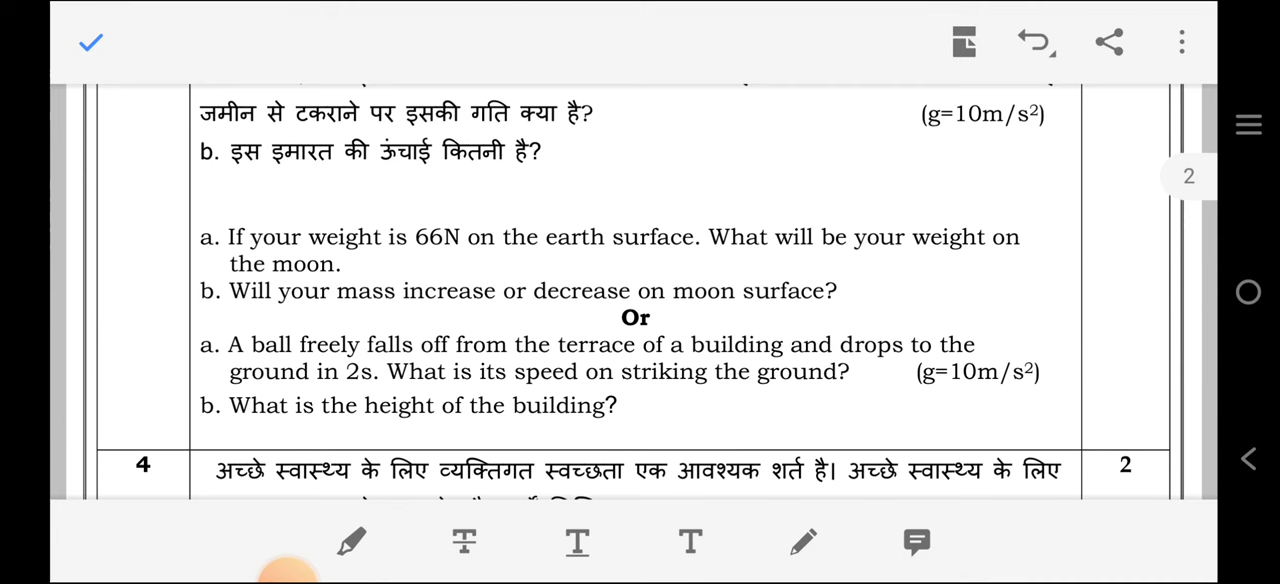 जमीन से टकराने पर इसकी गति क्या है? (g=10m/s²)
b. इस इमारत की ऊंचाई कितनी है?
2
a. If your weight is 66N on the earth surface. What will be your weight on
the moon.
b. Will your mass increase or decrease on moon surface?
Or
a. A ball freely falls off from the terrace of a building and drops to the
ground in 2s. What is its speed on striking the ground? (g=10m/s²)
b. What is the height of the building?
4 अच्छे स्वास्थ्य के लिए व्यक्तिगत स्वच्छता एक आवश्यक शर्त है। अच्छे स्वास्थ्य के लिए 2
T T T